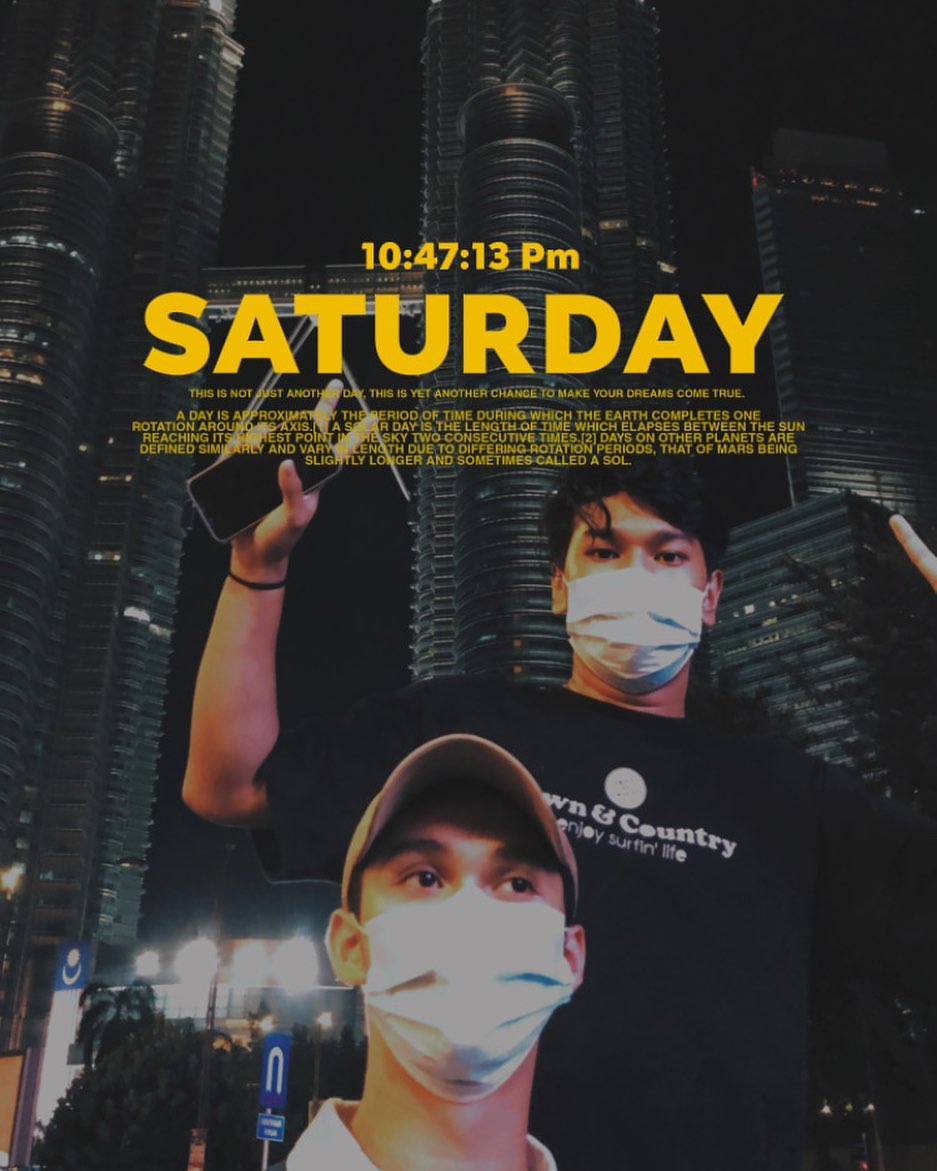 10:47:13 Pm
SATURDAY
THIS IS NOT JUST ANOTHER DAY, THIS IS YET ANOTHER CHANCE TO MAKE YOUR DREAMS COME TRUE.
A DAY IS APPROXIMATELY THE PERIOD OF TIME DURING WHICH THE EARTH COMPLETES ONE
ROTATION AROUND ITS AXIS.[1] A SOLAR DAY IS THE LENGTH OF TIME WHICH ELAPSES BETWEEN THE SUN
REACHING ITS HIGHEST POINT IN THE SKY TWO CONSECUTIVE TIMES.[2] DAYS ON OTHER PLANETS ARE
DEFINED SIMILARLY AND VARY IN LENGTH DUE TO DIFFERING ROTATION PERIODS, THAT OF MARS BEING
SLIGHTLY LONGER AND SOMETIMES CALLED A SOL.
wn & Country
enjoy surfin' life